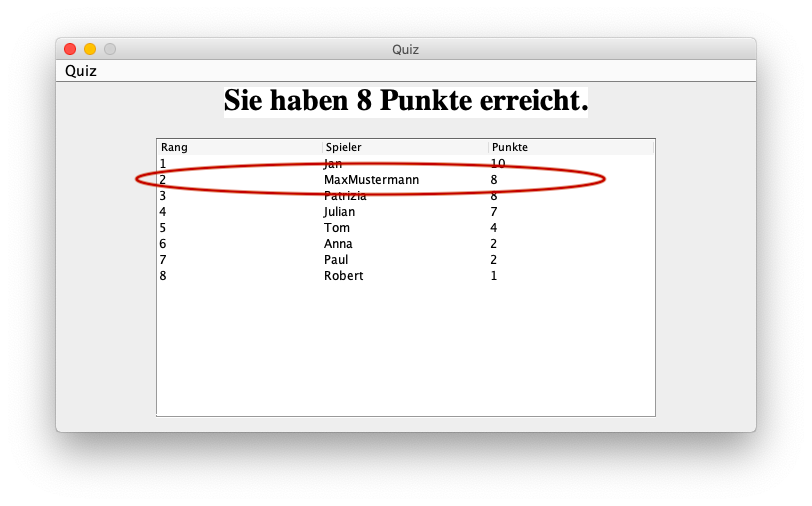 Quiz
Quiz
Sie haben 8 Punkte erreicht.
Rang Spieler Punkte
1 Jan 10
2 MaxMustermann 8
3 Patrizia 8
4 Julian 7
5 Tom 4
6 Anna 2
7 Paul 2
8 Robert 1